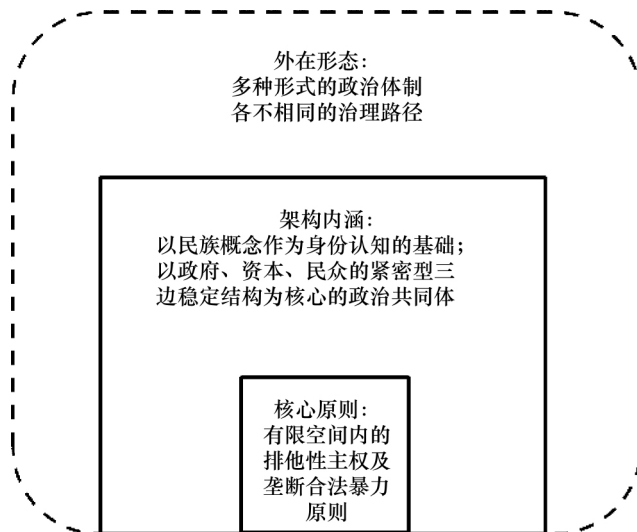 外在形态：
多种形式的政治体制
各不相同的治理路径
架构内涵：
以民族概念作为身份认知的基础；
以政府、资本、民众的紧密型三
边稳定结构为核心的政治共同体
核心原则：
有限空间内的
排他性主权及
垄断合法暴力
原则